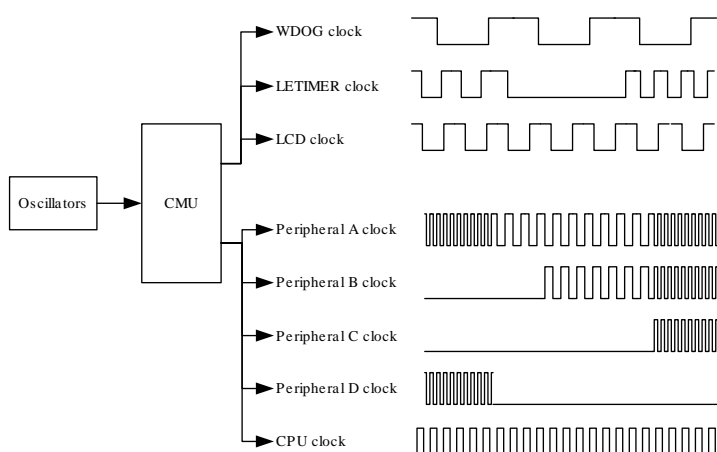 WDOG clock
LETIMER clock
LCD clock
Oscillators
CMU
Peripheral A clock
Peripheral B clock
Peripheral C clock
Peripheral D clock
CPU clock